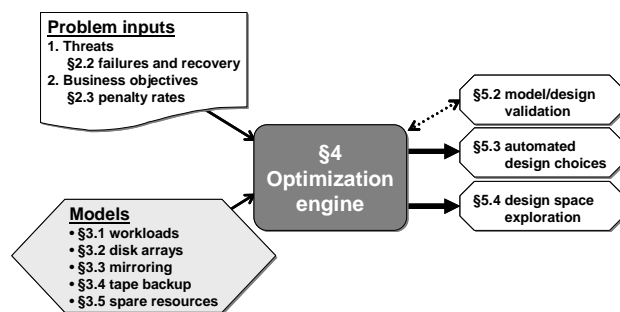 Problem inputs
1. Threats
§2.2 failures and recovery
2. Business objectives
§2.3 penalty rates
Models
• §3.1 workloads
• §3.2 disk arrays
• §3.3 mirroring
• §3.4 tape backup
• §3.5 spare resources
§4
Optimization
engine
§5.2 model/design
validation
§5.3 automated
design choices
§5.4 design space
exploration